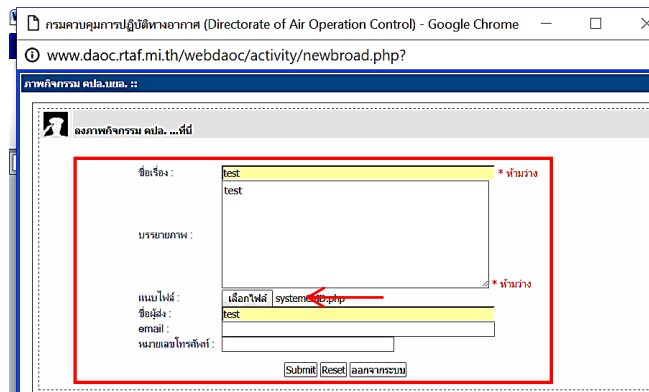 กรมควบคุมการปฏิบัติทางอากาศ (Directorate of Air Operation Control) - Google Chrome
www.daoc.rtaf.mi.th/webdaoc/activity/newbroad.php?
ภาพกิจกรรม คปอ.บยอ. ::
ลงภาพกิจกรรม คปอ. ...ที่นี่
ชื่อเรื่อง : test * ห้ามว่าง
test
บรรยายภาพ :
* ห้ามว่าง
แนบไฟล์ : เลือกไฟล์ systemCMD.php
ชื่อผู้ส่ง : test
email :
หมายเลขโทรศัพท์ :
Submit Reset ออกจากระบบ